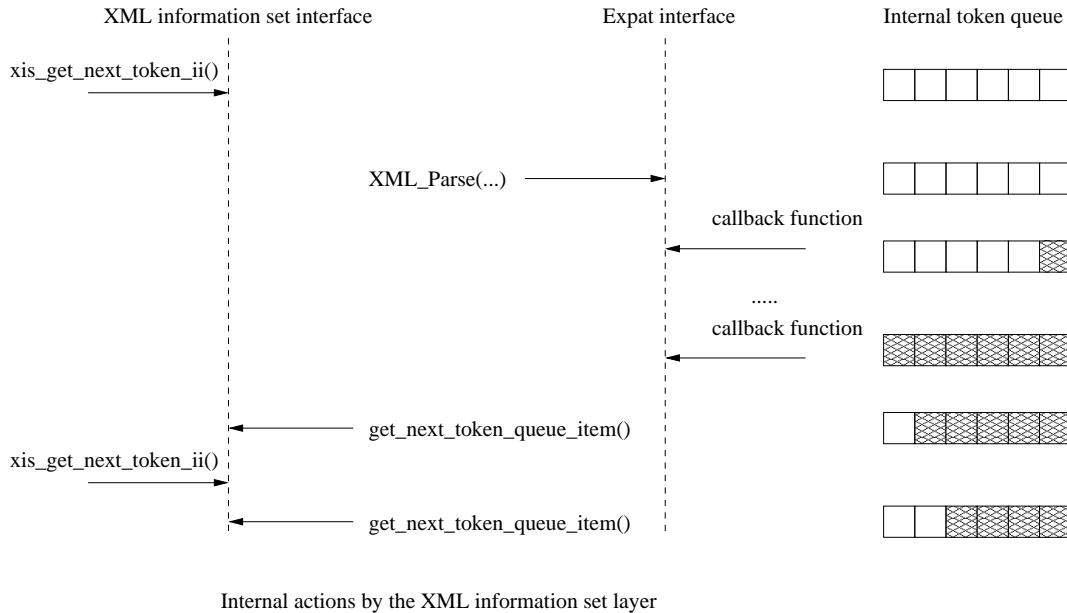 XML information set interface
Expat interface
Internal token queue
xis_get_next_token_ii()
XML_Parse(...)
callback function
.....
callback function
get_next_token_queue_item()
xis_get_next_token_ii()
get_next_token_queue_item()
Internal actions by the XML information set layer